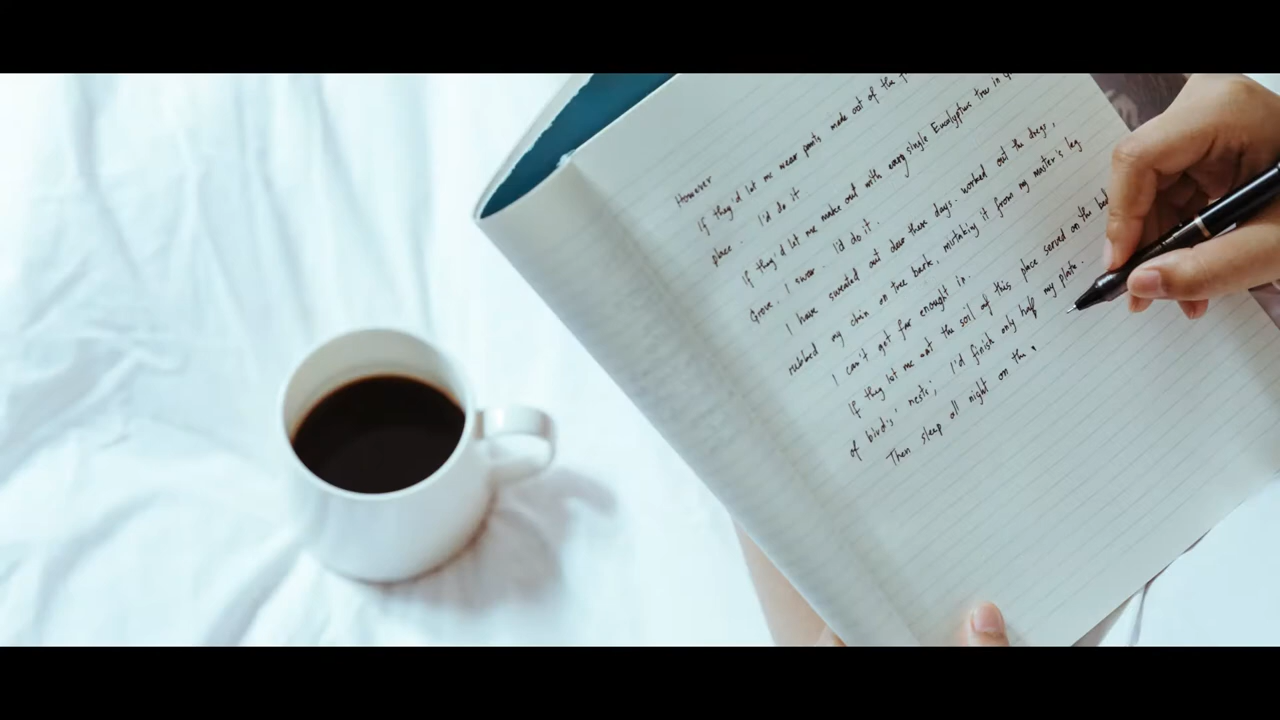 However
If they'd let me wear pants made out of the
place. I'd do it
If they'd let me make out with every single Eucalyptus tree in
Grove. I swear. I'd do it.
I have sweated out dear these days. worked out the dregs,
rubbed my chin on tree bark, mistaking it from my master's leg
I can't get far enought in.
If they let me eat the soil of this place served on the
of bird's nests; I'd finish only half my plate.
Then sleep all night on the